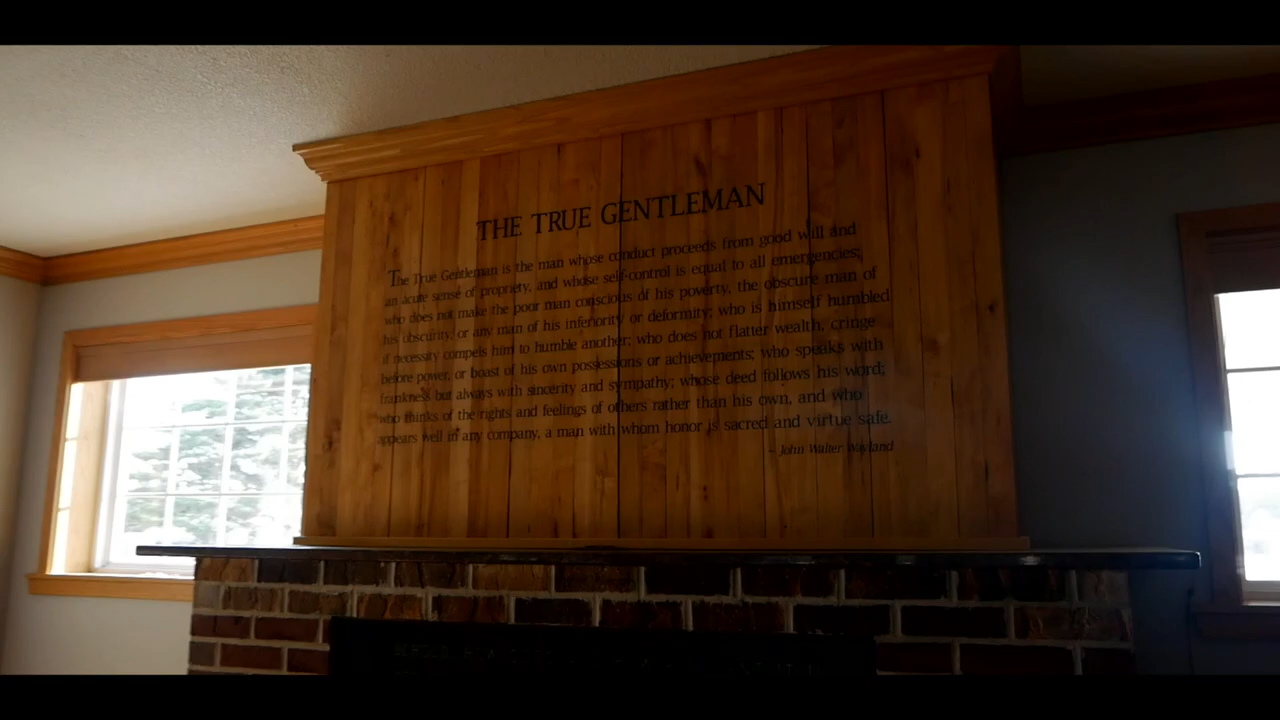 THE TRUE GENTLEMAN
The True Gentleman is the man whose conduct proceeds from good will and
an acute sense of propriety, and whose self-control is equal to all emergencies;
who does not make the poor man conscious of his poverty, the obscure man of
his obscurity, or any man of his inferiority or deformity; who is himself humbled
if necessity compels him to humble another; who does not flatter wealth, cringe
before power, or boast of his own possessions or achievements; who speaks with
frankness but always with sincerity and sympathy; whose deed follows his word;
who thinks of the rights and feelings of others rather than his own, and who
appears well in any company, a man with whom honor is sacred and virtue safe.
– John Walter Wayland